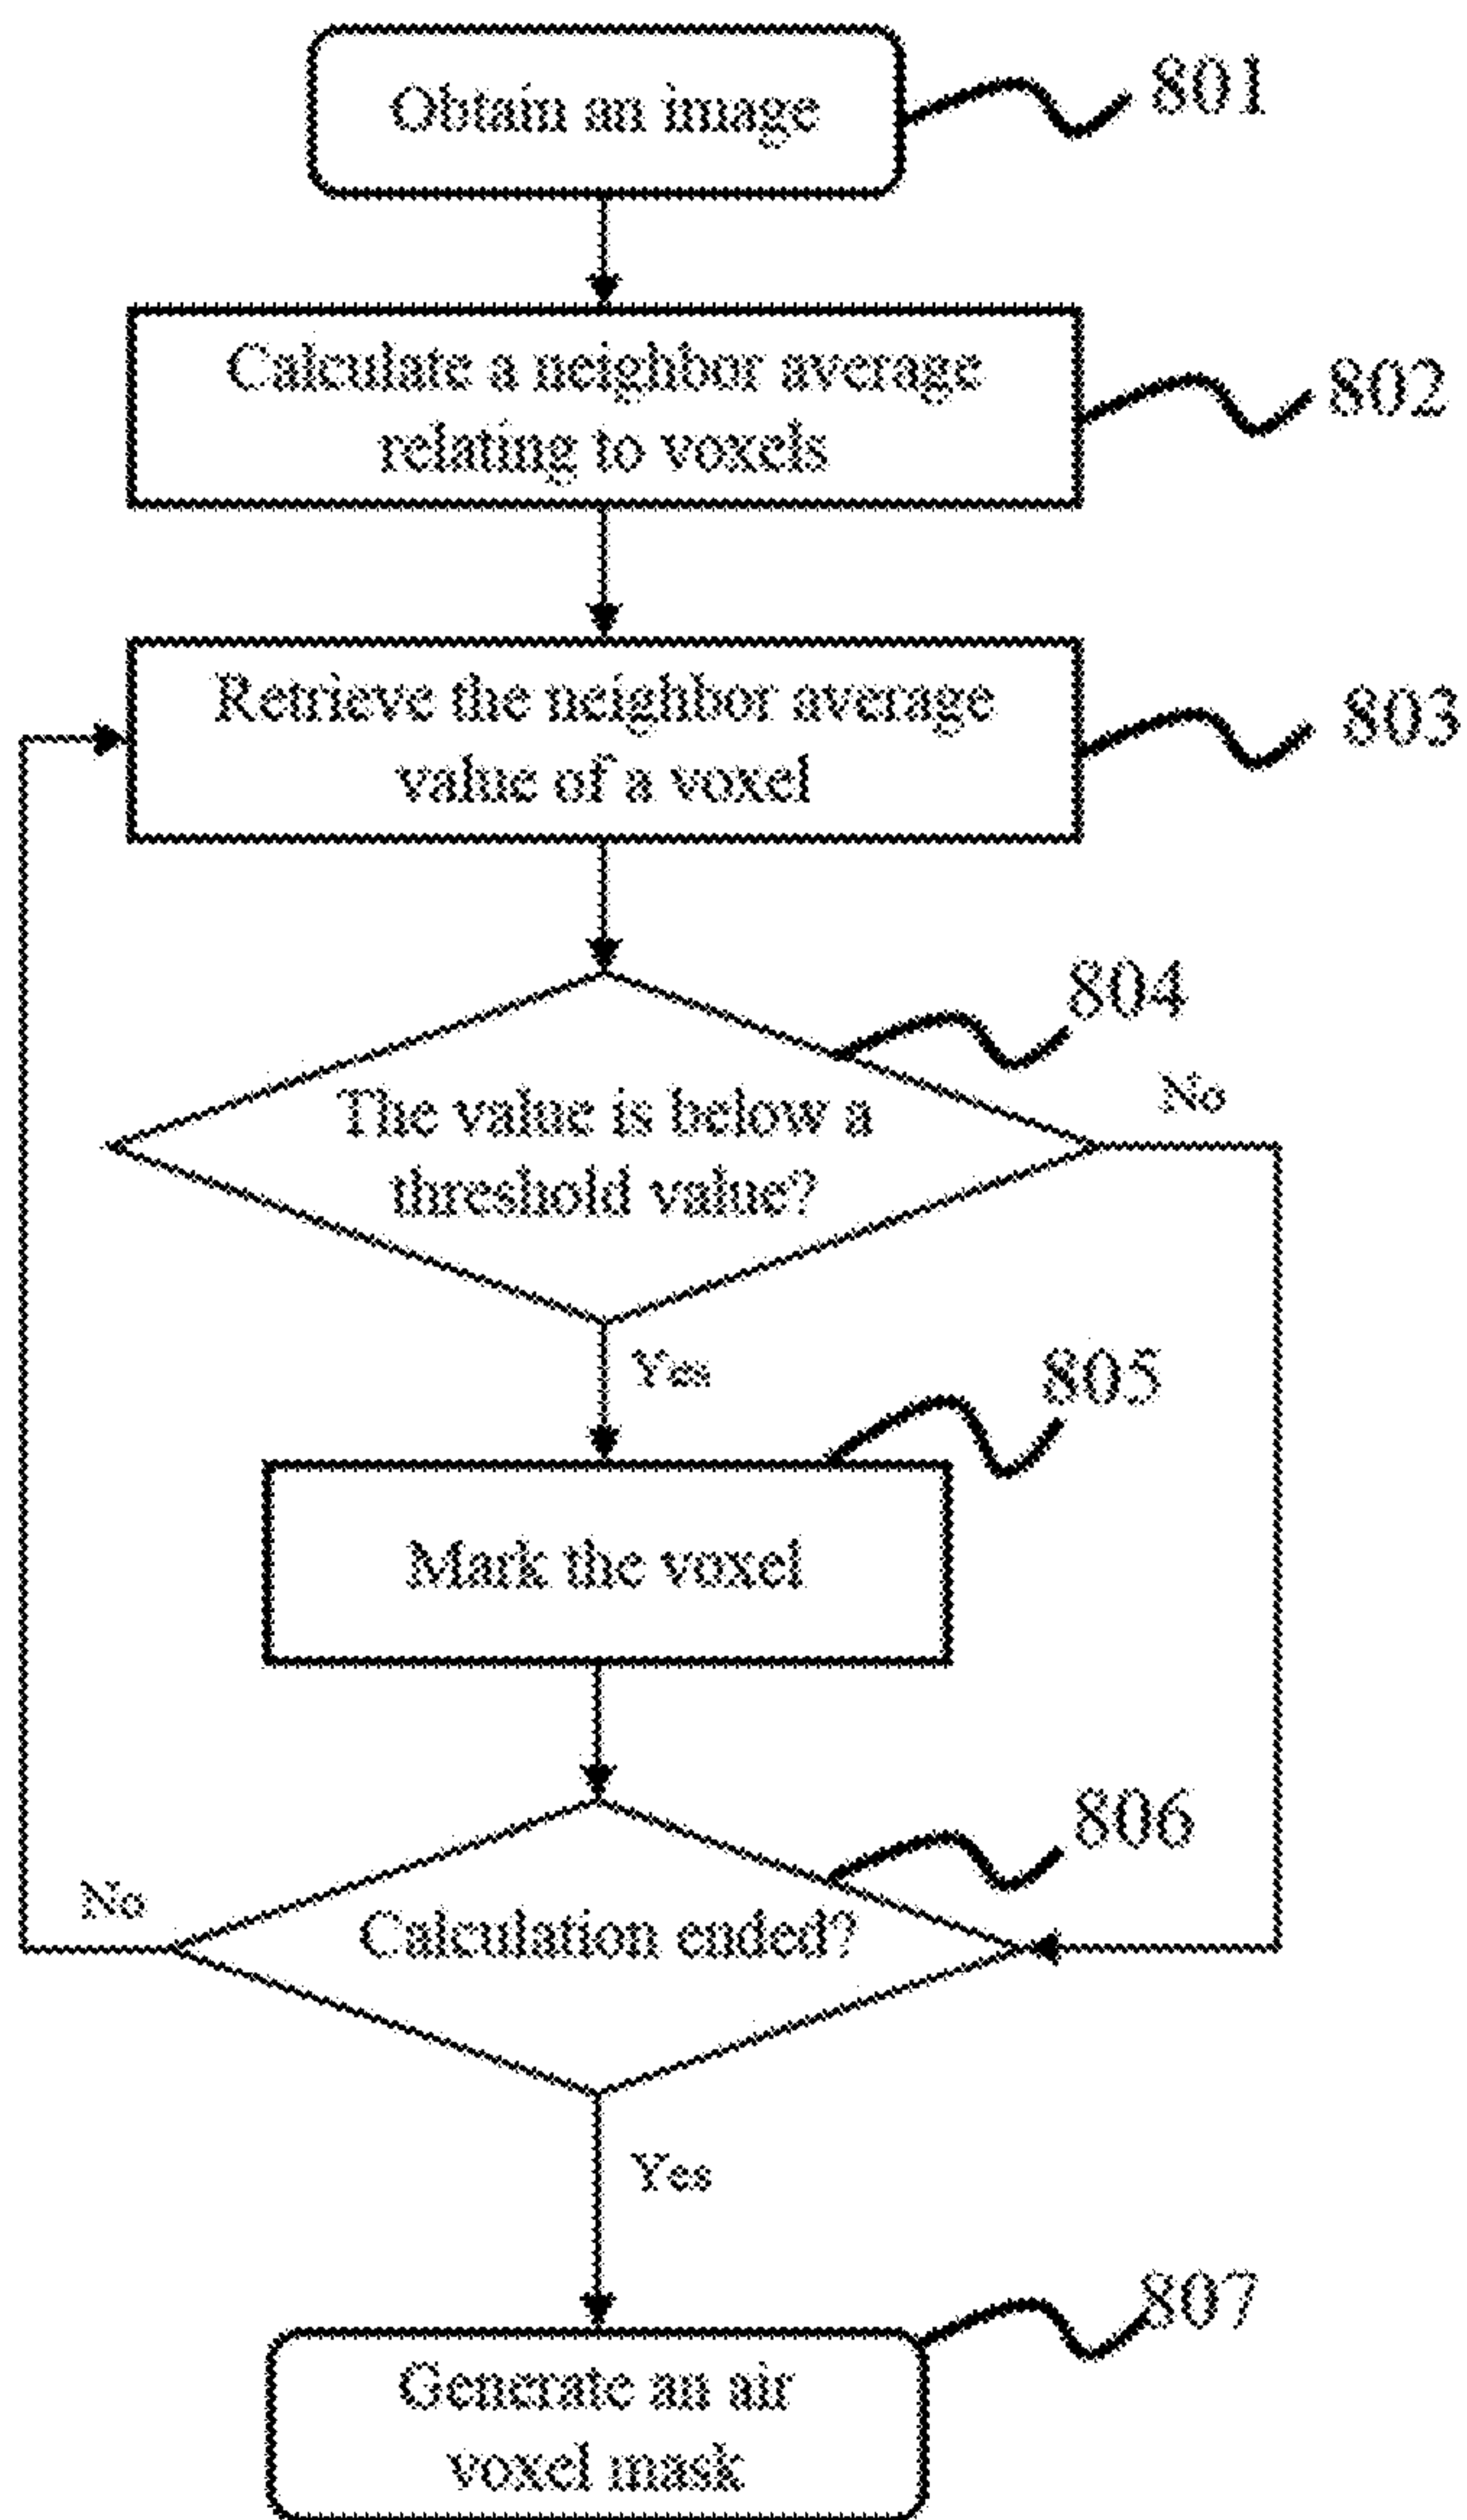 Obtain an image
801
Calculate a neighbor average
relating to voxels
802
Retrieve the neighbor average
value of a voxel
803
804
No
The value is below a
threshold value?
Yes
805
Mark the voxel
806
No
Calculation ended?
Yes
807
Generate an air
voxel mask